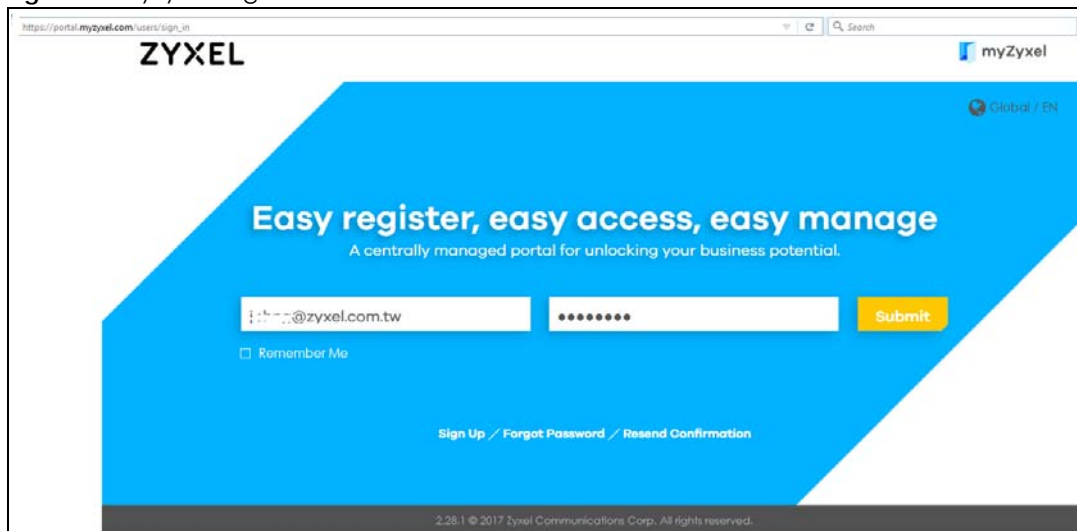 https://portal.myzyxel.com/users/sign_in
Search
ZYXEL
myZyxel
Global / EN
Easy register, easy access, easy manage
A centrally managed portal for unlocking your business potential.
@zyxel.com.tw
Submit
Remember Me
Sign Up / Forgot Password / Resend Confirmation
2.28.1 © 2017 Zyxel Communications Corp. All rights reserved.